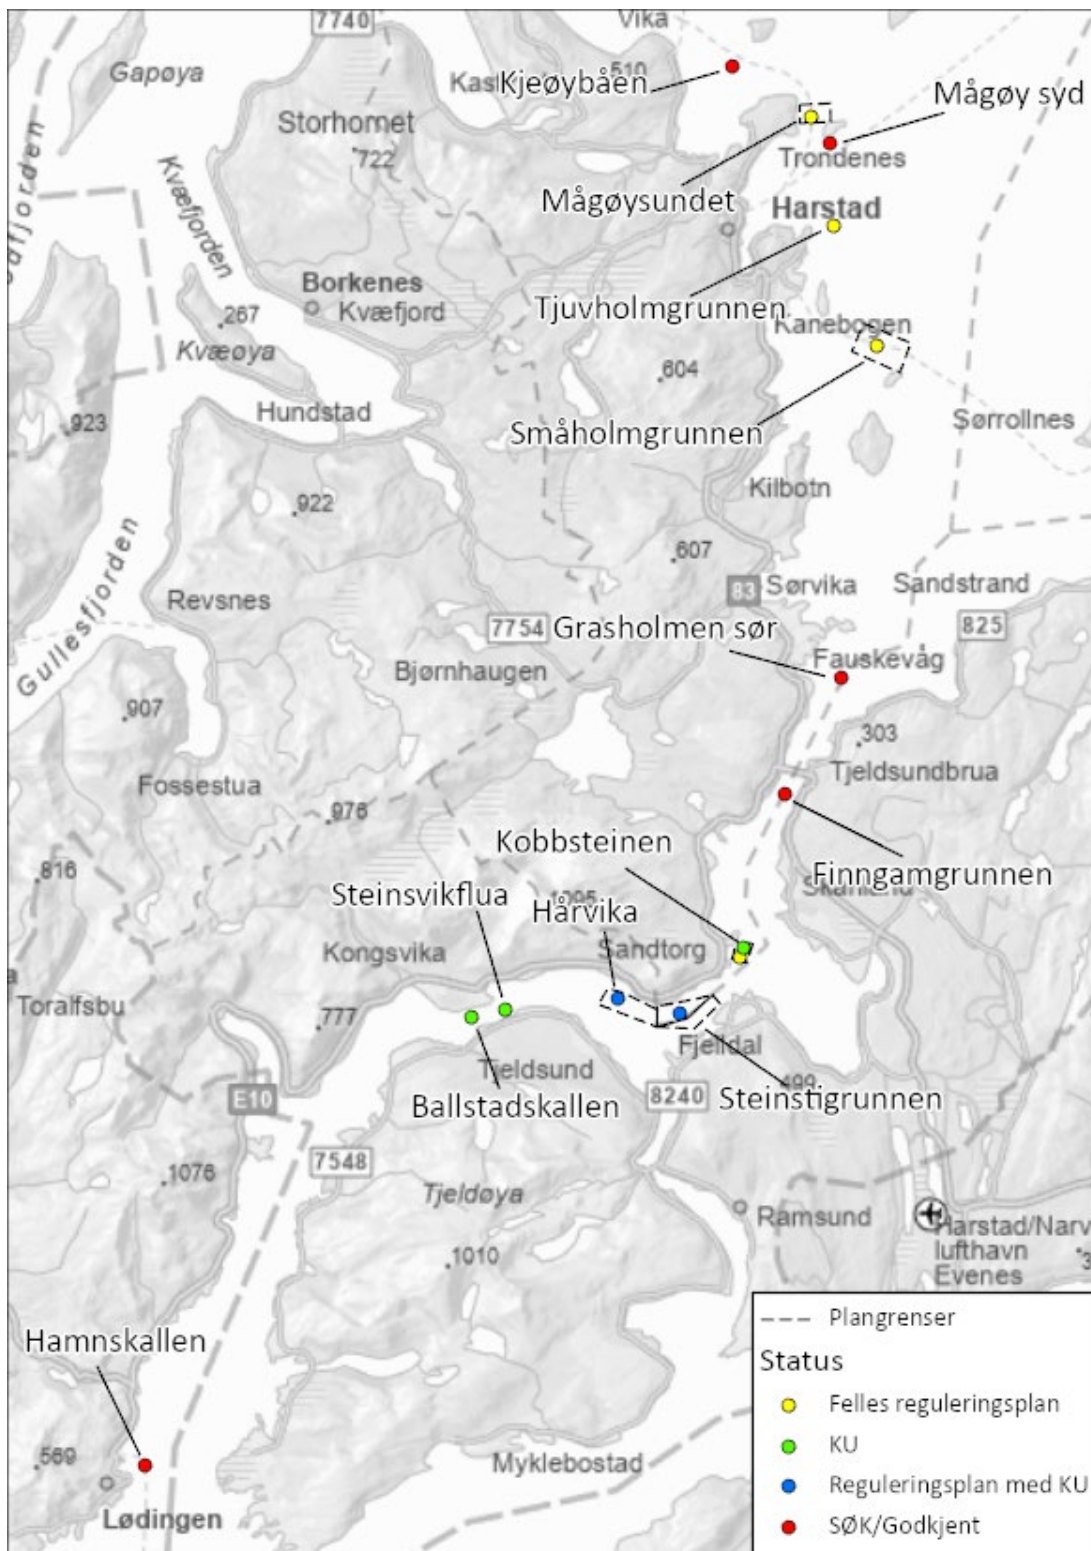 7740
Vika
Gapøya
Kas
510
Kjeøybåen
Mågøy syd
Storhornet
722
Trondenes
Kvæfjorden
Mågøysundet
Harstad
Borkenes
Kvæfjord
267
Kvæøya
Tjuvholmgrunnen
Kanebogen
604
Hundstad
923
Småholmgrunnen
Sørrollnes
Kilbotn
922
607
Gullesfjorden
83
Sørvika
Sandstrand
Revsnes
7754
Grasholmen sør
825
Bjørnhaugen
Fauskevåg
907
303
Fossestua
Tjeldsundbrua
976
Kobbsteinen
816
Steinsvikflua
Hårvika
Finngamgrunnen
Kongsvika
Sandtorg
Toralfsbu
777
Fjelldal
Tjeldsund
499
E10
Ballstadskallen
8240
Steinstigrunnen
7548
1076
Tjeldøya
Ramsund
1010
Harstad/Narv
lufthavn
Evenes
Hamnskallen
569
Lødingen
Myklebostad
Plangrenser
Status
Felles reguleringsplan
KU
Reguleringsplan med KU
SØK/Godkjent